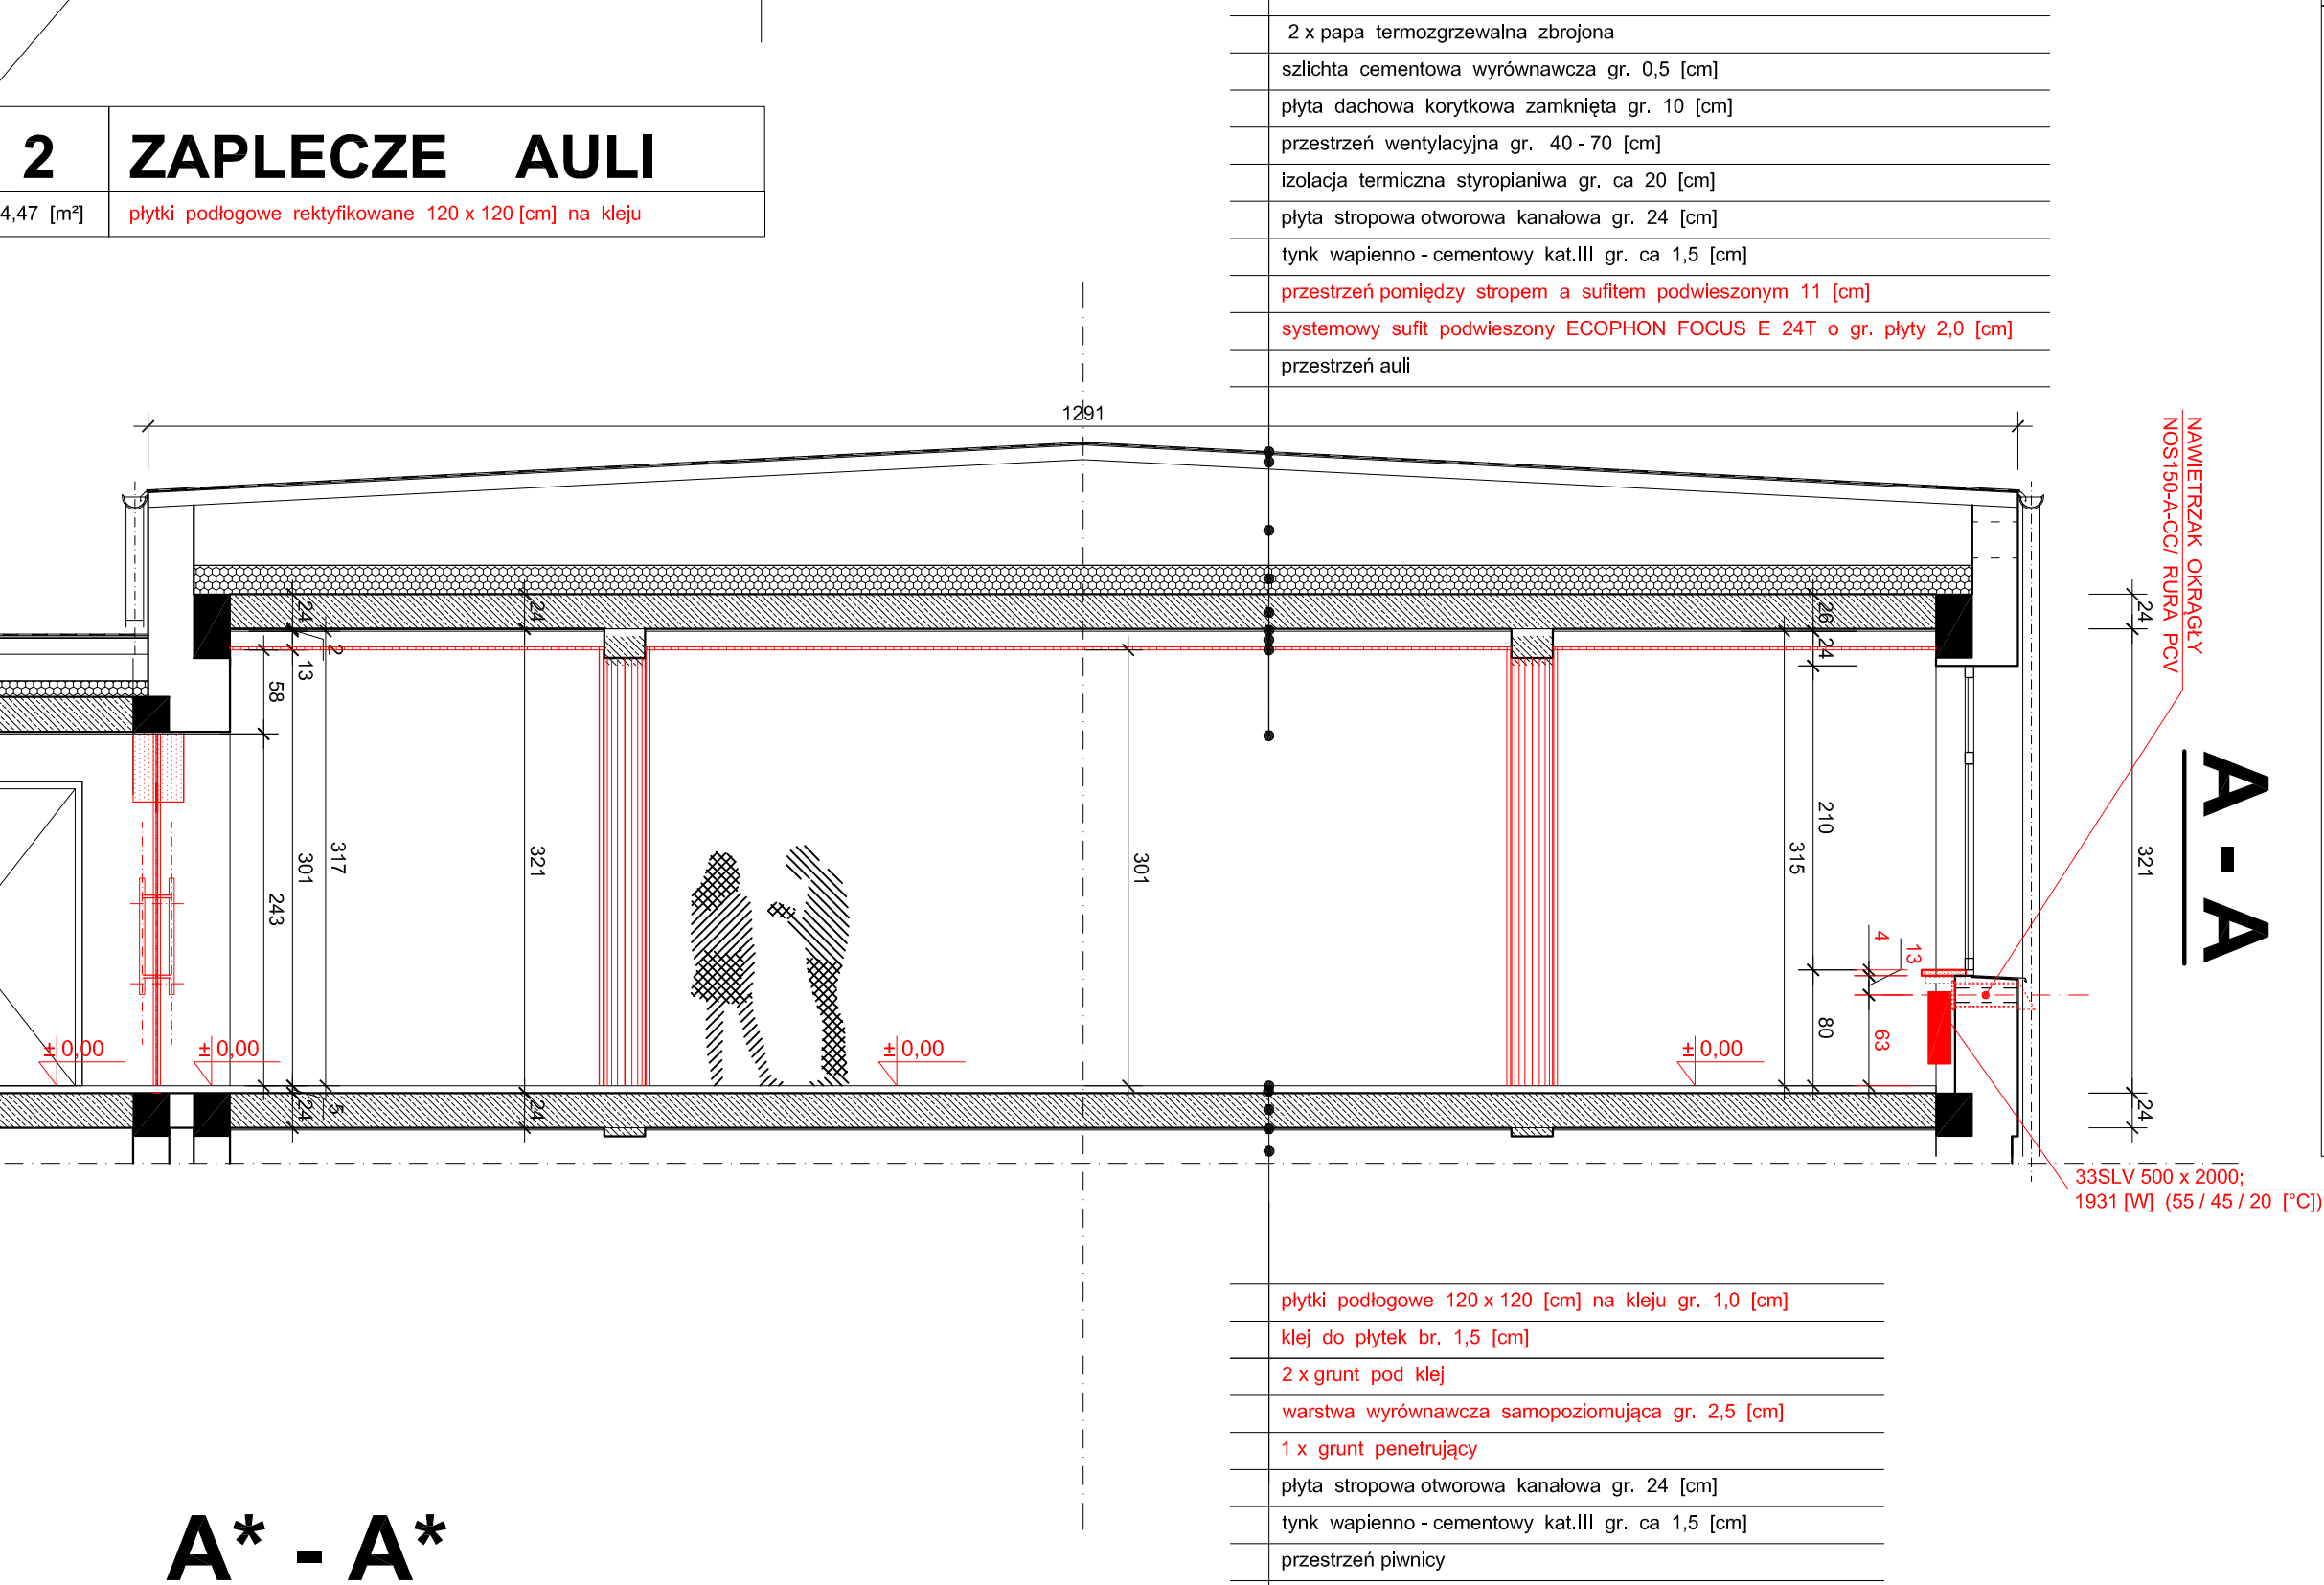 2 x papa termozgrzewalna zbrojona
szlichta cementowa wyrównawcza gr. 0,5 [cm]
płyta dachowa korytkowa zamknięta gr. 10 [cm]
przestrzeń wentylacyjna gr. 40 - 70 [cm]
izolacja termiczna styropianiwa gr. ca 20 [cm]
płyta stropowa otworowa kanałowa gr. 24 [cm]
tynk wapienno - cementowy kat.III gr. ca 1,5 [cm]
przestrzeń pomiędzy stropem a sufitem podwieszonym 11 [cm]
systemowy sufit podwieszony ECOPHON FOCUS E 24T o gr. płyty 2,0 [cm]
przestrzeń auli
2 ZAPLECZE AULI
4,47 [m²] płytki podłogowe rektyfikowane 120 x 120 [cm] na kleju
1291
NAWIETRZAK OKRĄGŁY
NOS150-A-CC/ RURA PCV
24
24
26
24
2
13
24
58
210
317
301
321
301
315
321
243
A - A
4
13
80
63
±0,00
±0,00
±0,00
±0,00
24
5
24
24
33SLV 500 x 2000;
1931 [W] (55 / 45 / 20 [°C])
płytki podłogowe 120 x 120 [cm] na kleju gr. 1,0 [cm]
klej do płytek br. 1,5 [cm]
2 x grunt pod klej
warstwa wyrównawcza samopoziomująca gr. 2,5 [cm]
1 x grunt penetrujący
płyta stropowa otworowa kanałowa gr. 24 [cm]
tynk wapienno - cementowy kat.III gr. ca 1,5 [cm]
przestrzeń piwnicy
A* - A*